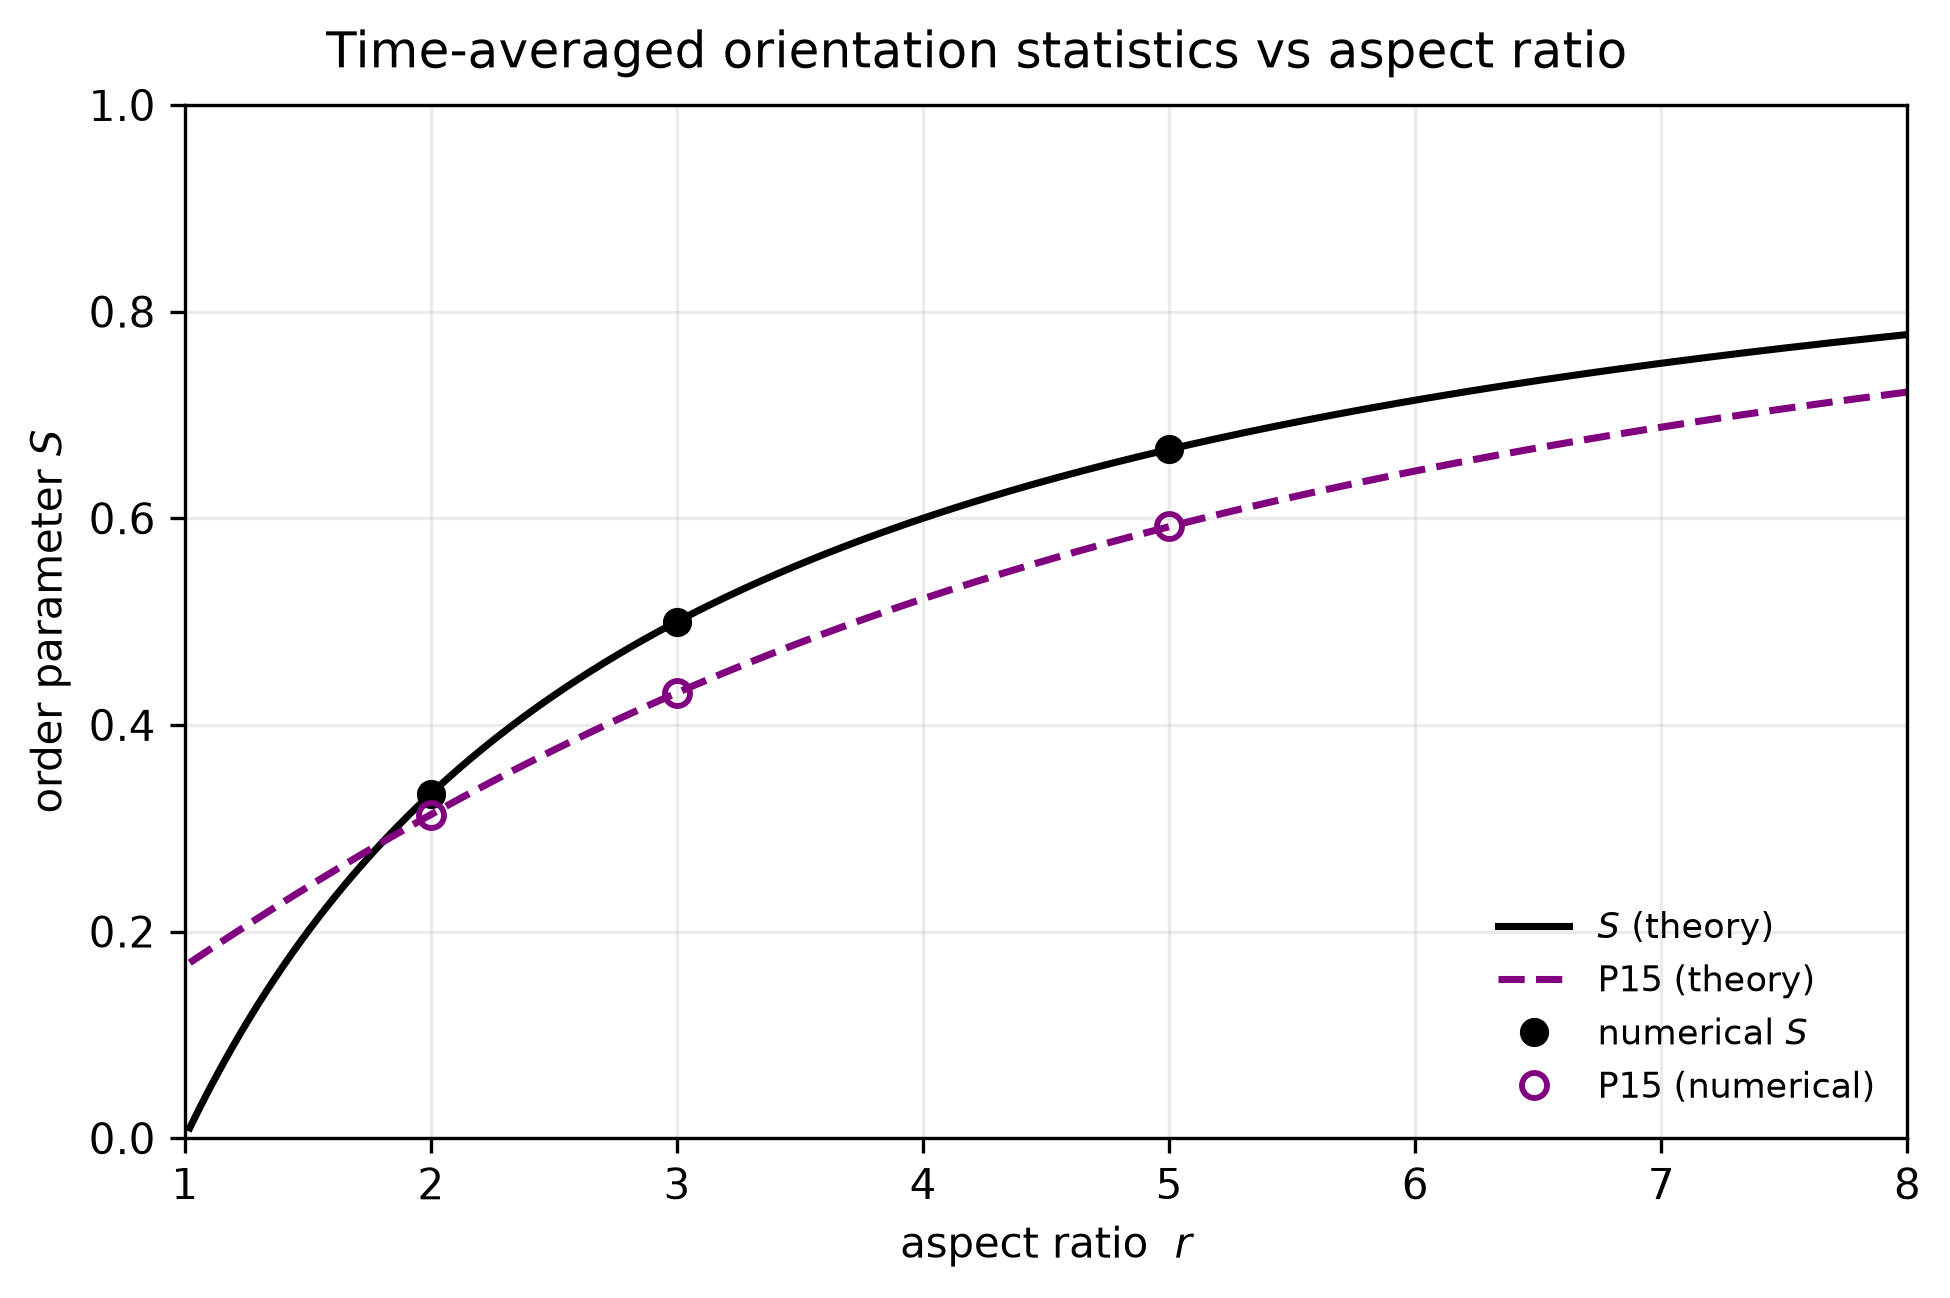 Time-averaged orientation statistics vs aspect ratio
1.0
0.8
0.6
0.4
0.2
0.0
order parameter S
1 2 3 4 5 6 7 8
aspect ratio r
S (theory)
P15 (theory)
numerical S
P15 (numerical)